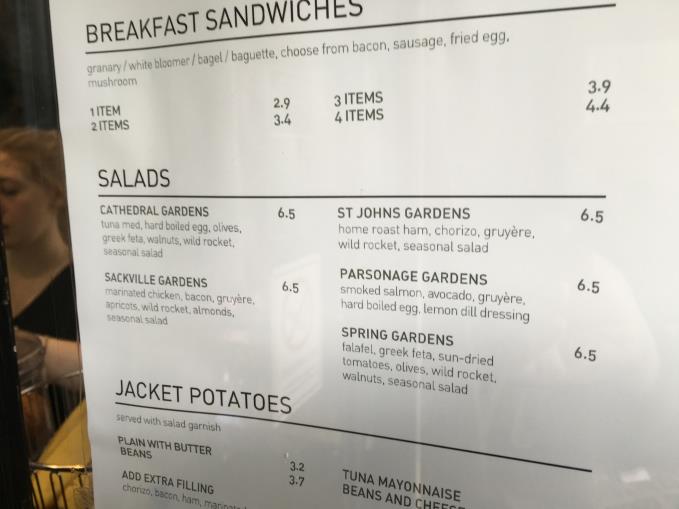 BREAKFAST SANDWICHES
granary / white bloomer / bagel / baguette, choose from bacon, sausage, fried egg,
mushroom
1 ITEM 2.9
2 ITEMS 3.4
3 ITEMS 3.9
4 ITEMS 4.4
SALADS
CATHEDRAL GARDENS 6.5
tuna med, hard boiled egg, olives,
greek feta, walnuts, wild rocket,
seasonal salad
SACKVILLE GARDENS 6.5
marinated chicken, bacon, gruyère,
apricots, wild rocket, almonds,
seasonal salad
ST JOHNS GARDENS 6.5
home roast ham, chorizo, gruyère,
wild rocket, seasonal salad
PARSONAGE GARDENS 6.5
smoked salmon, avocado, gruyère,
hard boiled egg, lemon dill dressing
SPRING GARDENS 6.5
falafel, greek feta, sun-dried
tomatoes, olives, wild rocket,
walnuts, seasonal salad
JACKET POTATOES
served with salad garnish
PLAIN WITH BUTTER 3.2
BEANS 3.7
ADD EXTRA FILLING
chorizo, bacon, ham,
TUNA MAYONNAISE
BEANS AND CHEESE